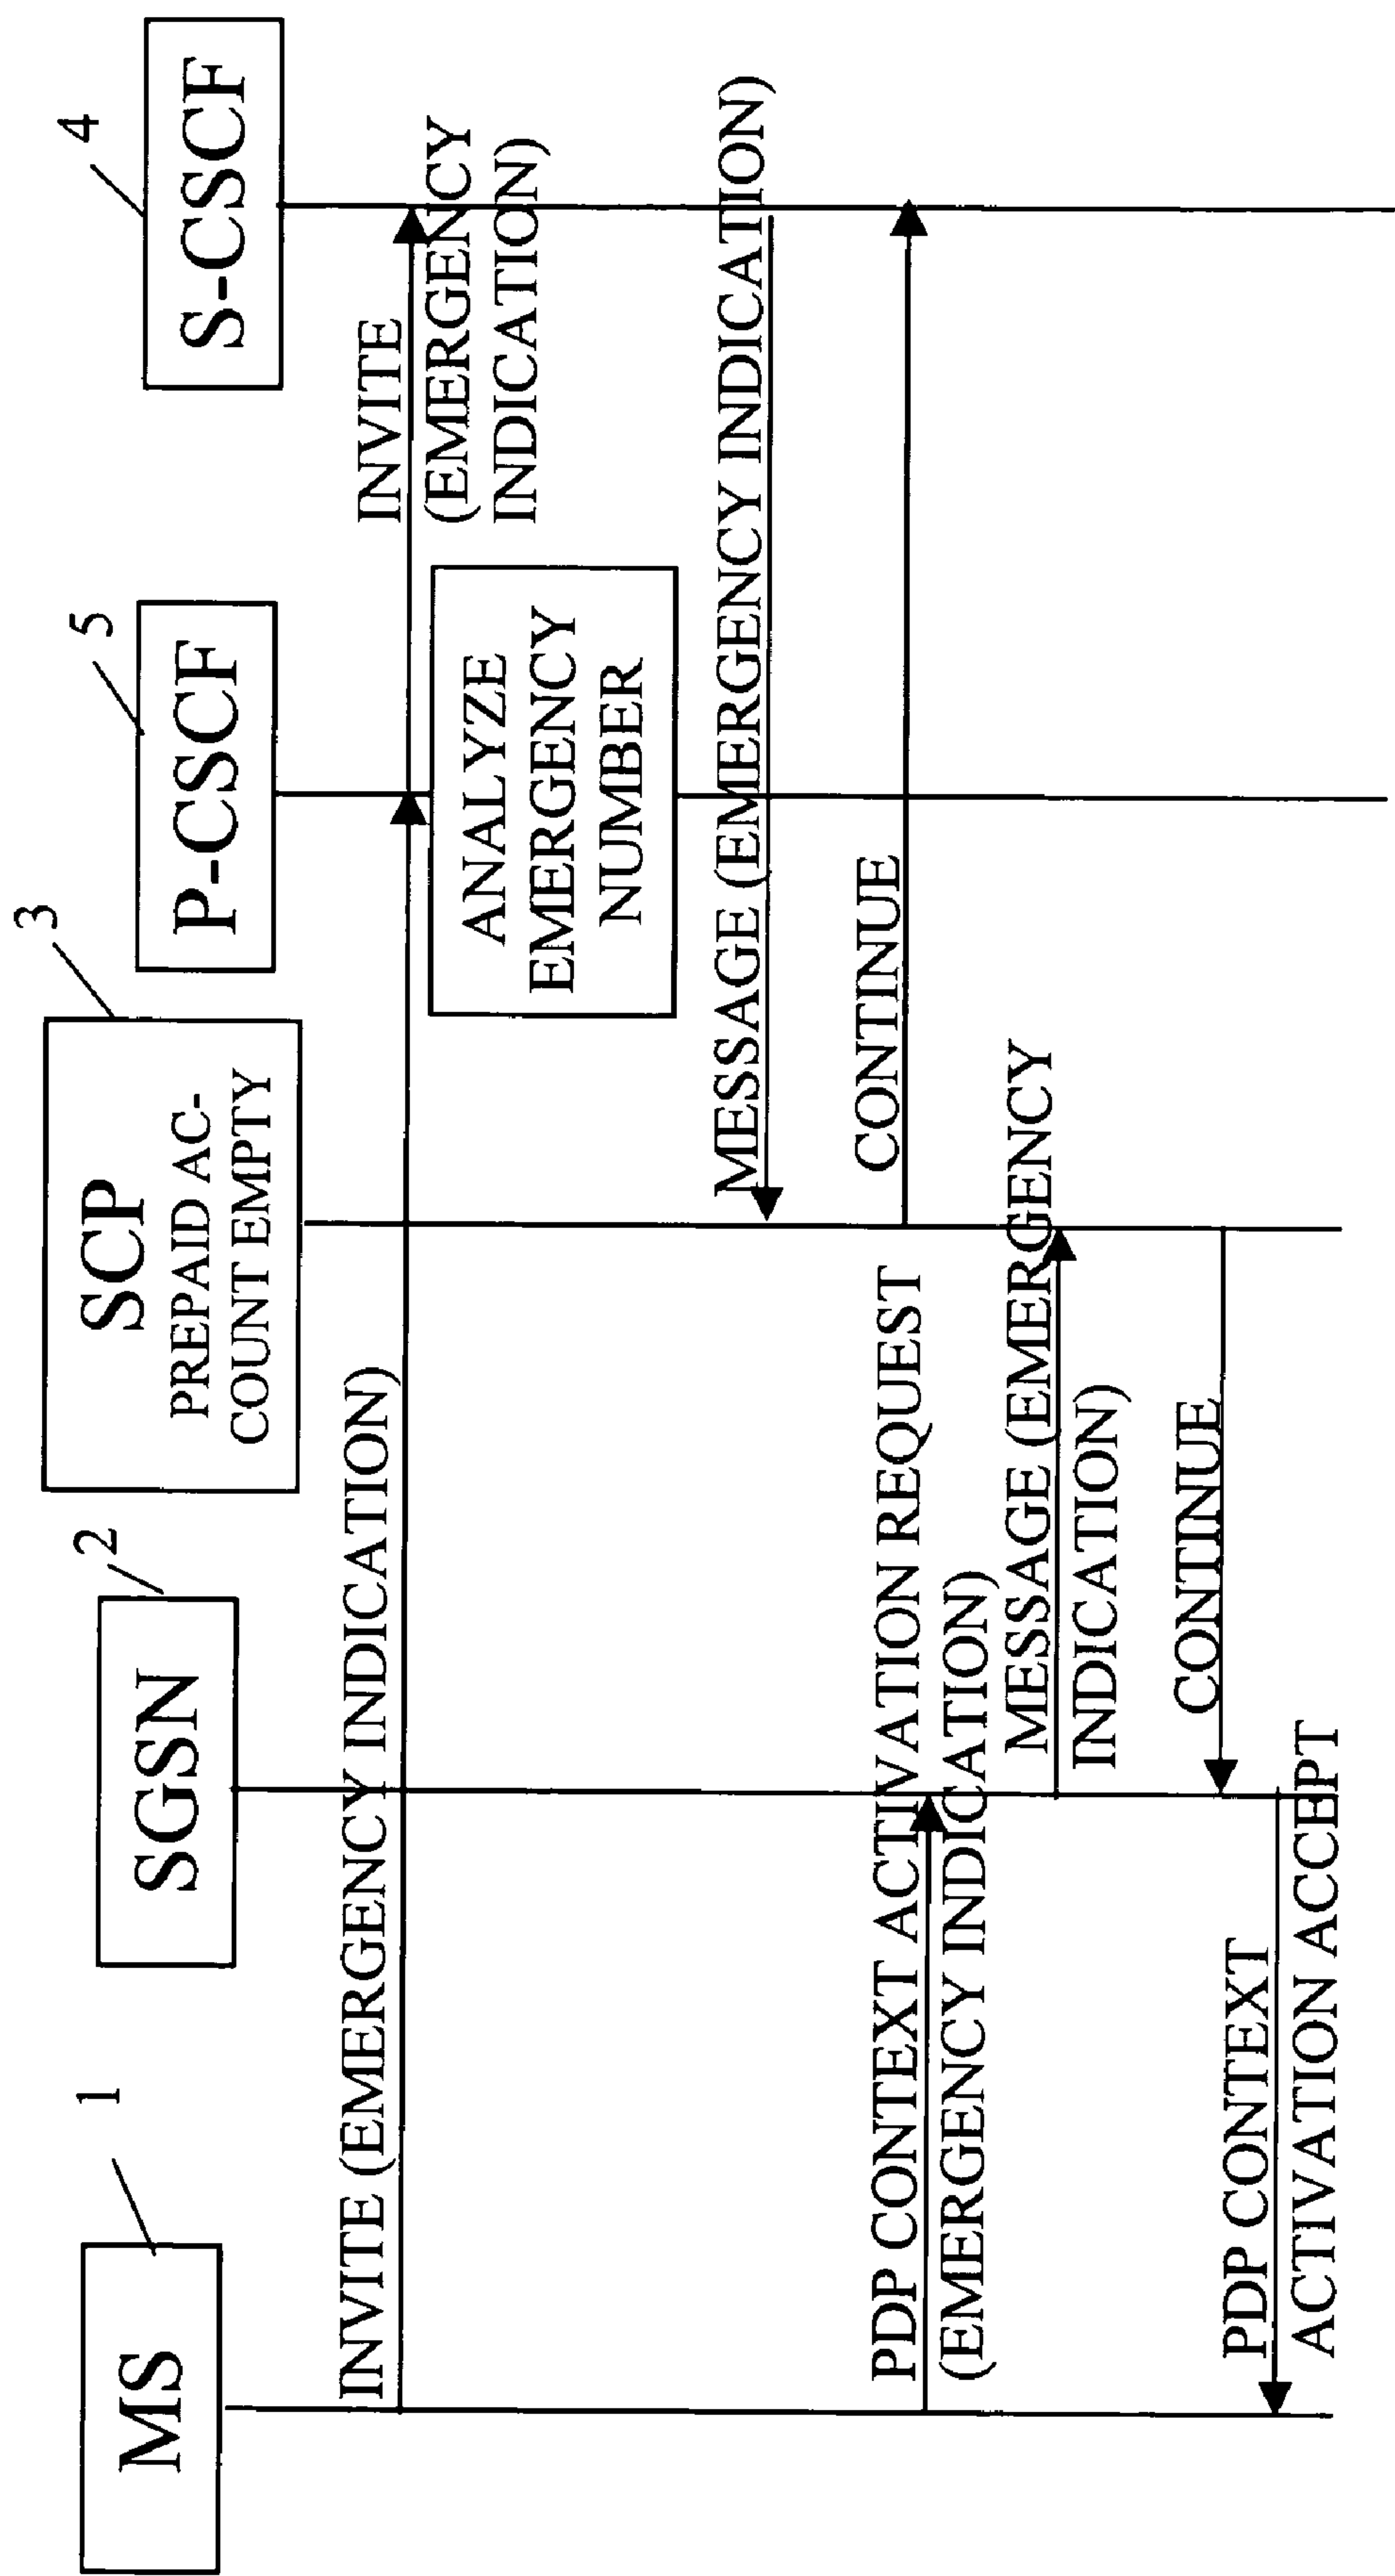 MS
1
SGSN
2
SCP
PREPAID AC-
COUNT EMPTY
3
P-CSCF
5
S-CSCF
4
INVITE (EMERGENCY INDICATION)
INVITE
(EMERGENCY
INDICATION)
ANALYZE
EMERGENCY
NUMBER
MESSAGE (EMERGENCY INDICATION)
CONTINUE
PDP CONTEXT ACTIVATION REQUEST
(EMERGENCY INDICATION)
MESSAGE (EMERGENCY
INDICATION)
CONTINUE
PDP CONTEXT
ACTIVATION ACCEPT